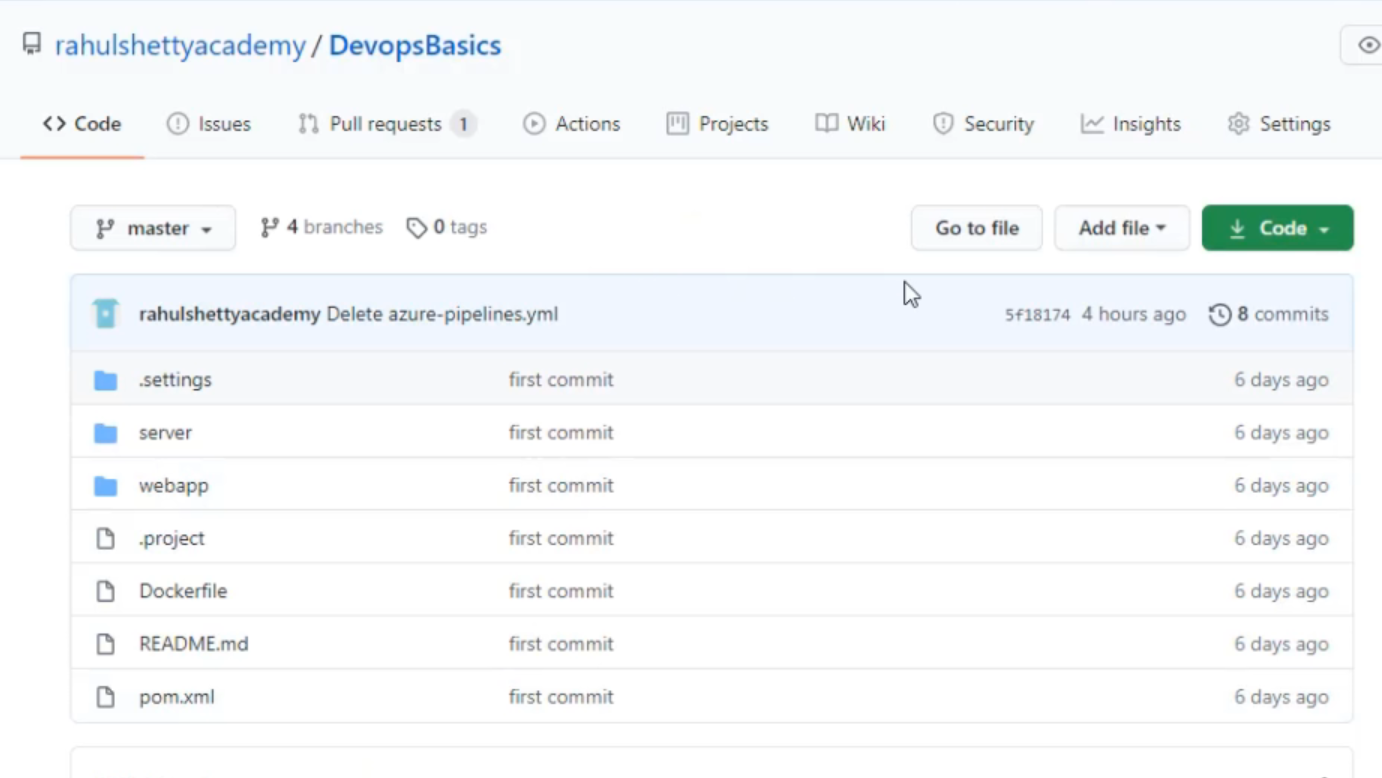 rahulshettyacademy / DevopsBasics
Code Issues Pull requests 1 Actions Projects Wiki Security Insights Settings
master 4 branches 0 tags Go to file Add file Code
rahulshettyacademy Delete azure-pipelines.yml 5f18174 4 hours ago 8 commits
.settings first commit 6 days ago
server first commit 6 days ago
webapp first commit 6 days ago
.project first commit 6 days ago
Dockerfile first commit 6 days ago
README.md first commit 6 days ago
pom.xml first commit 6 days ago